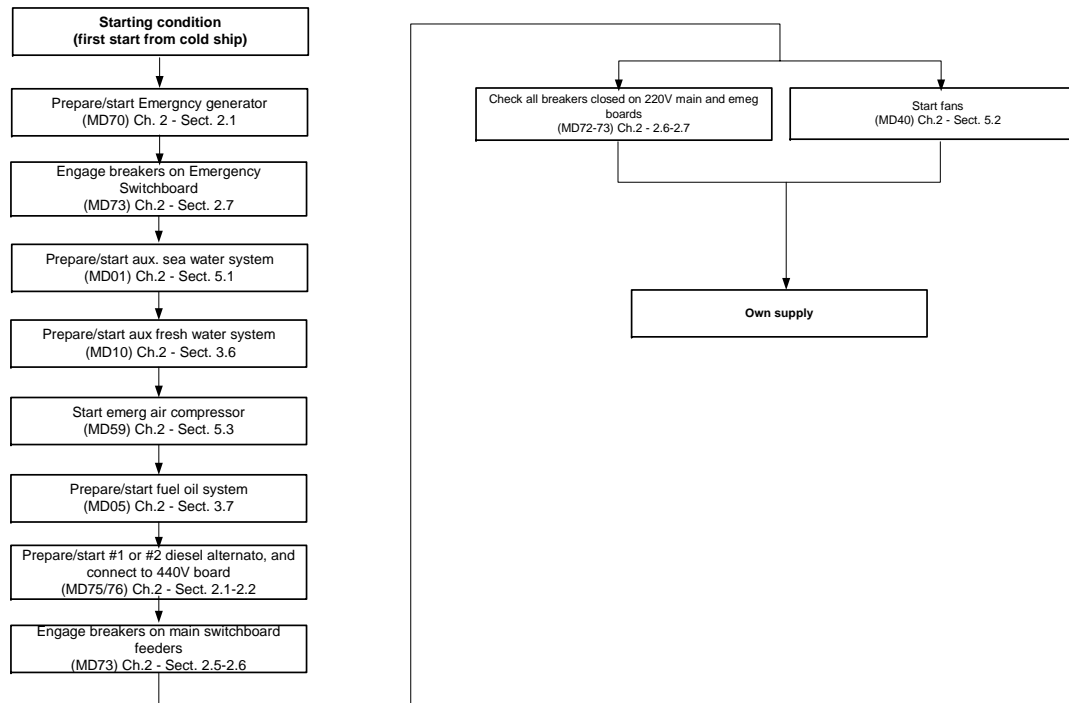 Starting condition
(first start from cold ship)
Prepare/start Emergncy generator
(MD70) Ch. 2 - Sect. 2.1
Engage breakers on Emergency
Switchboard
(MD73) Ch.2 - Sect. 2.7
Prepare/start aux. sea water system
(MD01) Ch.2 - Sect. 5.1
Prepare/start aux fresh water system
(MD10) Ch.2 - Sect. 3.6
Start emerg air compressor
(MD59) Ch.2 - Sect. 5.3
Prepare/start fuel oil system
(MD05) Ch.2 - Sect. 3.7
Prepare/start #1 or #2 diesel alternato, and
connect to 440V board
(MD75/76) Ch.2 - Sect. 2.1-2.2
Engage breakers on main switchboard
feeders
(MD73) Ch.2 - Sect. 2.5-2.6
Check all breakers closed on 220V main and emeg
boards
(MD72-73) Ch.2 - 2.6-2.7
Start fans
(MD40) Ch.2 - Sect. 5.2
Own supply